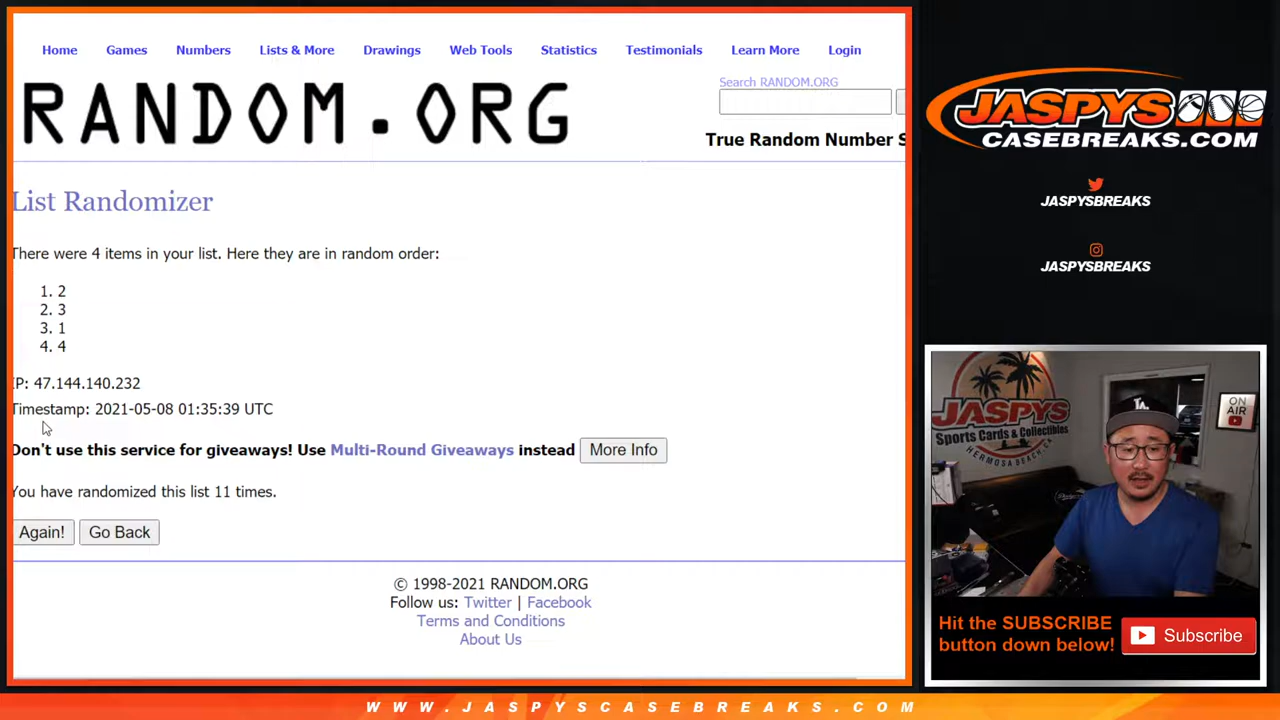 Home Games Numbers Lists & More Drawings Web Tools Statistics Testimonials Learn More Login
RANDOM.ORG
Search RANDOM.ORG
True Random Number S
List Randomizer
There were 4 items in your list. Here they are in random order:
1. 2
2. 3
3. 1
4. 4
IP: 47.144.140.232
Timestamp: 2021-05-08 01:35:39 UTC
Don't use this service for giveaways! Use Multi-Round Giveaways instead More Info
You have randomized this list 11 times.
Again! Go Back
© 1998-2021 RANDOM.ORG
Follow us: Twitter | Facebook
Terms and Conditions
About Us
JASPYS
CASEBREAKS.COM
JASPYSBREAKS
JASPYSBREAKS
JASPYS
Sports Cards & Collectibles
HERMOSA BEACH, CA
ON
AIR
LA
Hit the SUBSCRIBE
button down below!
Subscribe
WWW.JASPYSCASEBREAKS.COM